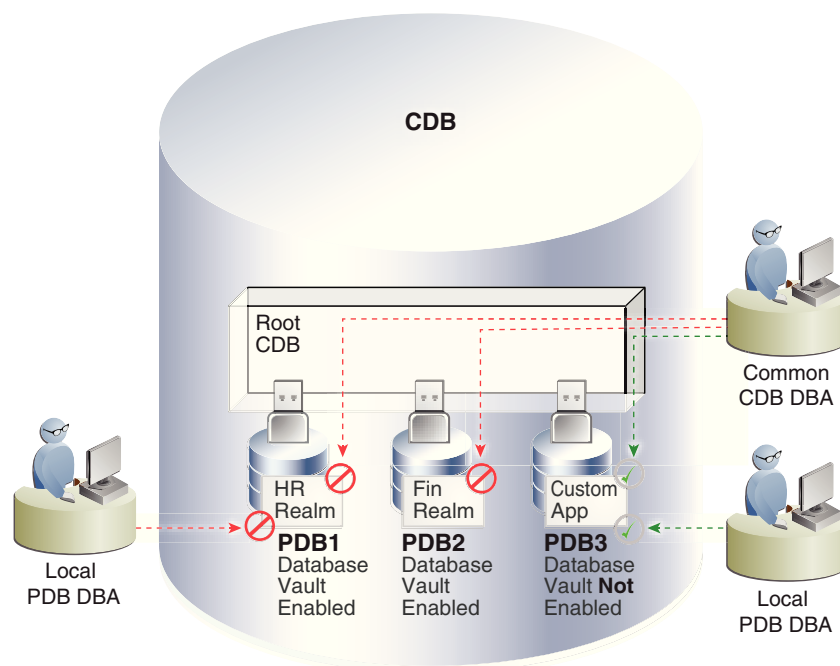 CDB
Root
CDB
Common
CDB DBA
HR
Realm
Fin
Realm
Custom
App
PDB1
Database
Vault
Enabled
PDB2
Database
Vault
Enabled
PDB3
Database
Vault Not
Enabled
Local
PDB DBA
Local
PDB DBA